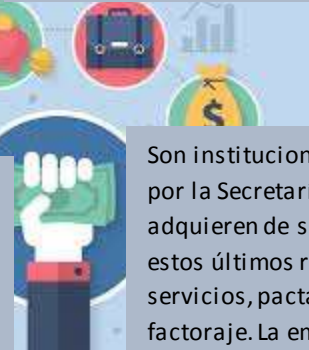 $
Son institucion
por la Secretar
adquieren de s
estos últimos r
servicios, pacta
factoraje. La en